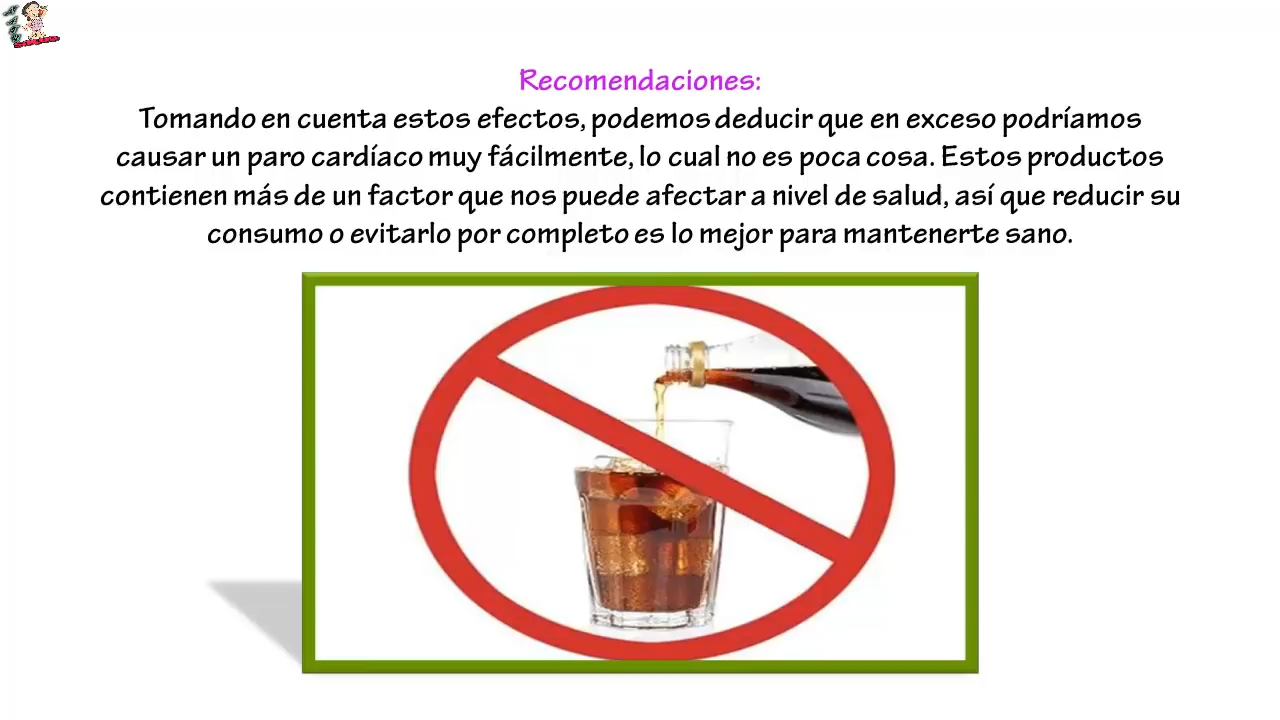 Recomendaciones:
Tomando en cuenta estos efectos, podemos deducir que en exceso podríamos
causar un paro cardíaco muy fácilmente, lo cual no es poca cosa. Estos productos
contienen más de un factor que nos puede afectar a nivel de salud, así que reducir su
consumo o evitarlo por completo es lo mejor para mantenerte sano.